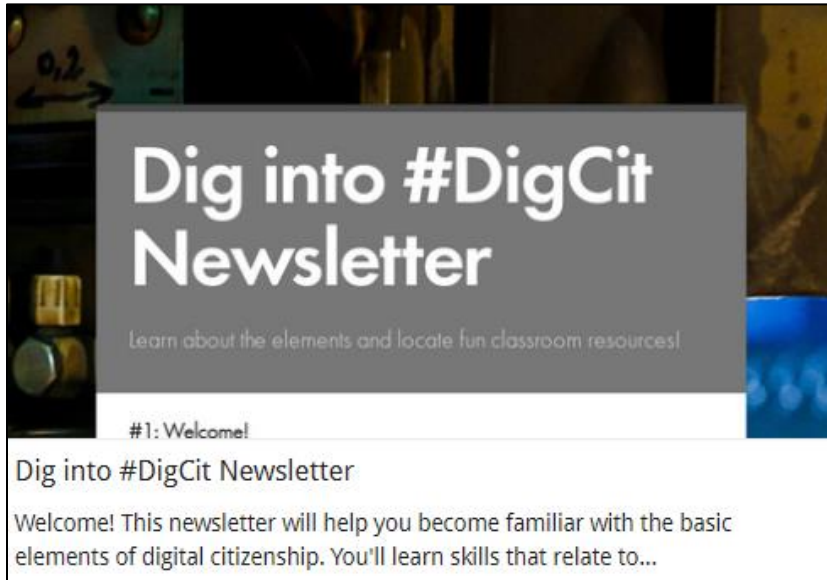 0,2
Dig into #DigCit
Newsletter
Learn about the elements and locate fun classroom resources!
#1: Welcome!
Dig into #DigCit Newsletter
Welcome! This newsletter will help you become familiar with the basic
elements of digital citizenship. You'll learn skills that relate to...